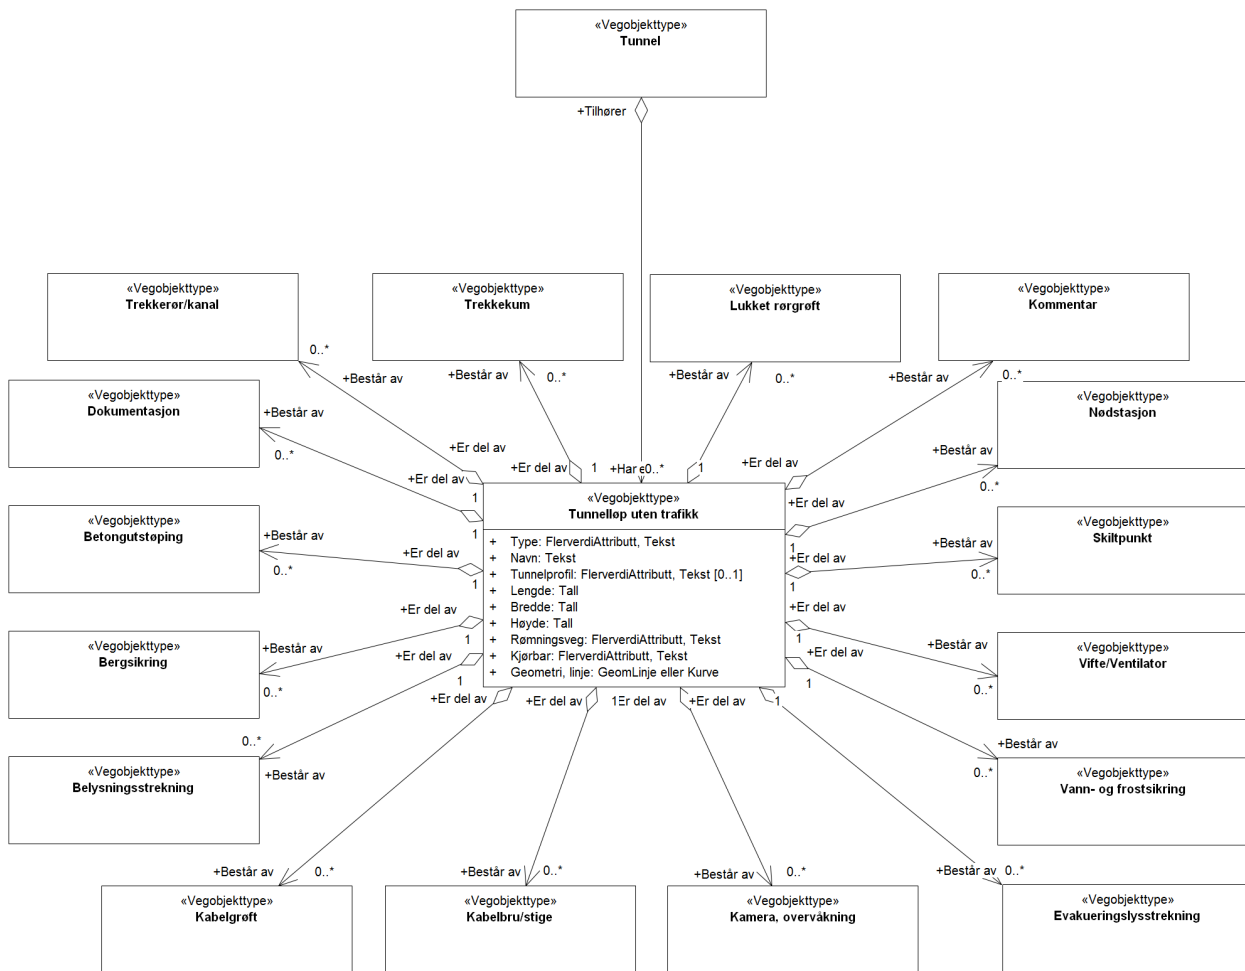 «Vegobjekttype»
Tunnel
+Tilhører
«Vegobjekttype»
Trekkerør/kanal
«Vegobjekttype»
Trekkekum
«Vegobjekttype»
Lukket rørgrøft
«Vegobjekttype»
Kommentar
0..*
+Består av
+Består av
0..*
+Består av
0..*
+Består av
0..*
«Vegobjekttype»
Dokumentasjon
+Består av
0..*
«Vegobjekttype»
Nødstasjon
+Består av
0..*
+Er del av
1
+Er del av
1
+Er del av
1
+Er del av
1
+Har e
0..*
+Er del av
+Er del av
1
«Vegobjekttype»
Betongutstøping
+Består av
0..*
+Er del av
1
«Vegobjekttype»
Tunnelløp uten trafikk
+ Type: FlerverdiAttributt, Tekst
+ Navn: Tekst
+ Tunnelprofil: FlerverdiAttributt, Tekst [0..1]
+ Lengde: Tall
+ Bredde: Tall
+ Høyde: Tall
+ Rømningsveg: FlerverdiAttributt, Tekst
+ Kjørbar: FlerverdiAttributt, Tekst
+ Geometri, linje: GeomLinje eller Kurve
+Er del av
1
+Består av
0..*
«Vegobjekttype»
Skiltpunkt
«Vegobjekttype»
Bergsikring
+Består av
0..*
+Er del av
1
+Er del av
1
+Består av
0..*
«Vegobjekttype»
Vifte/Ventilator
+Er del av
1
0..*
+Består av
«Vegobjekttype»
Belysningsstrekning
+Er del av
1
+Består av
0..*
«Vegobjekttype»
Vann- og frostsikring
+Er del av
+Er del av
1
Er del av
+Er del av
1
+Består av
0..*
+Består av
0..*
+Består av
0..*
+Består av
0..*
«Vegobjekttype»
Kabelgrøft
«Vegobjekttype»
Kabelbru/stige
«Vegobjekttype»
Kamera, overvåkning
«Vegobjekttype»
Evakueringslysstrekning